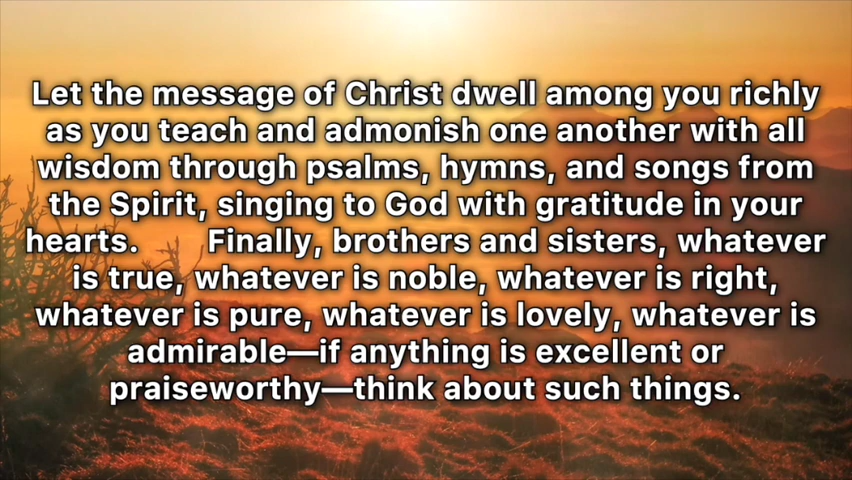 Let the message of Christ dwell among you richly
as you teach and admonish one another with all
wisdom through psalms, hymns, and songs from
the Spirit, singing to God with gratitude in your
hearts. Finally, brothers and sisters, whatever
is true, whatever is noble, whatever is right,
whatever is pure, whatever is lovely, whatever is
admirable—if anything is excellent or
praiseworthy—think about such things.